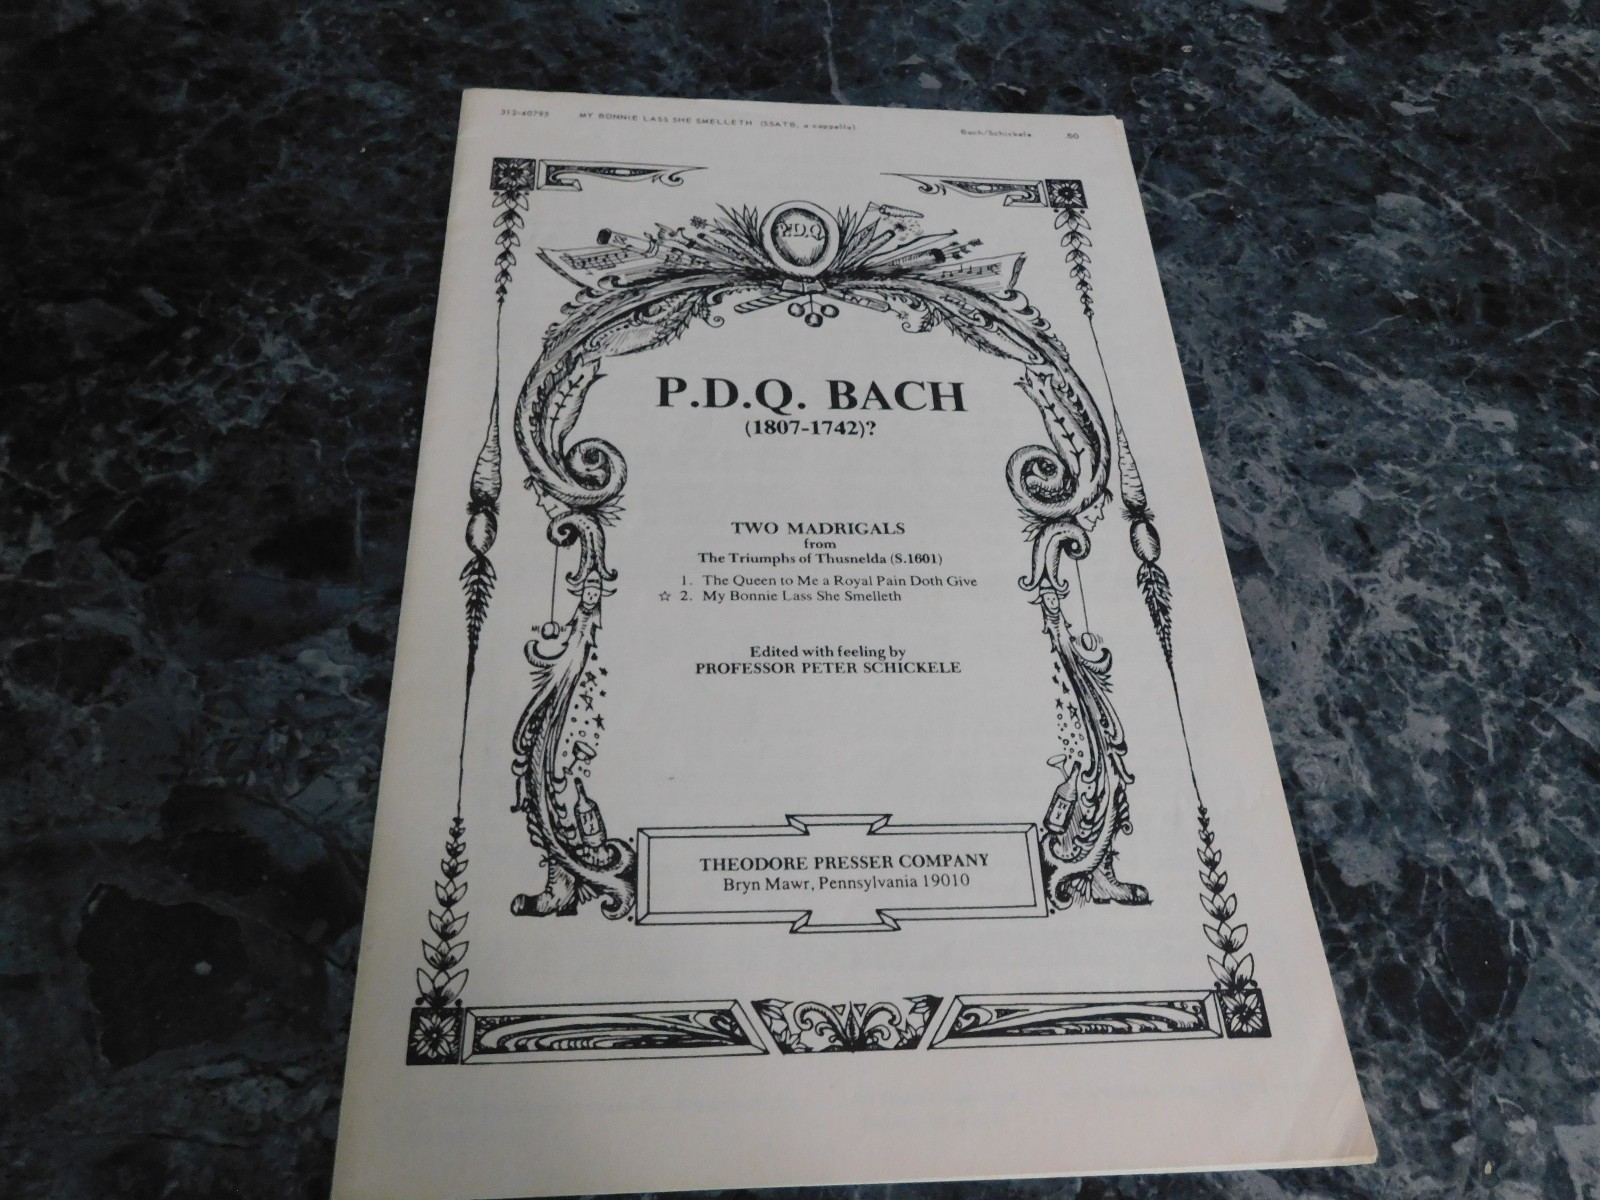 312-40795 MY BONNIE LASS SHE SMELLETH (SSATB, a cappella) Bach/Schickele .50
P.D.Q.
P.D.Q. BACH
(1807-1742)?
TWO MADRIGALS
from
The Triumphs of Thusnelda (S.1601)
1. The Queen to Me a Royal Pain Doth Give
☆ 2. My Bonnie Lass She Smelleth
Edited with feeling by
PROFESSOR PETER SCHICKELE
THEODORE PRESSER COMPANY
Bryn Mawr, Pennsylvania 19010